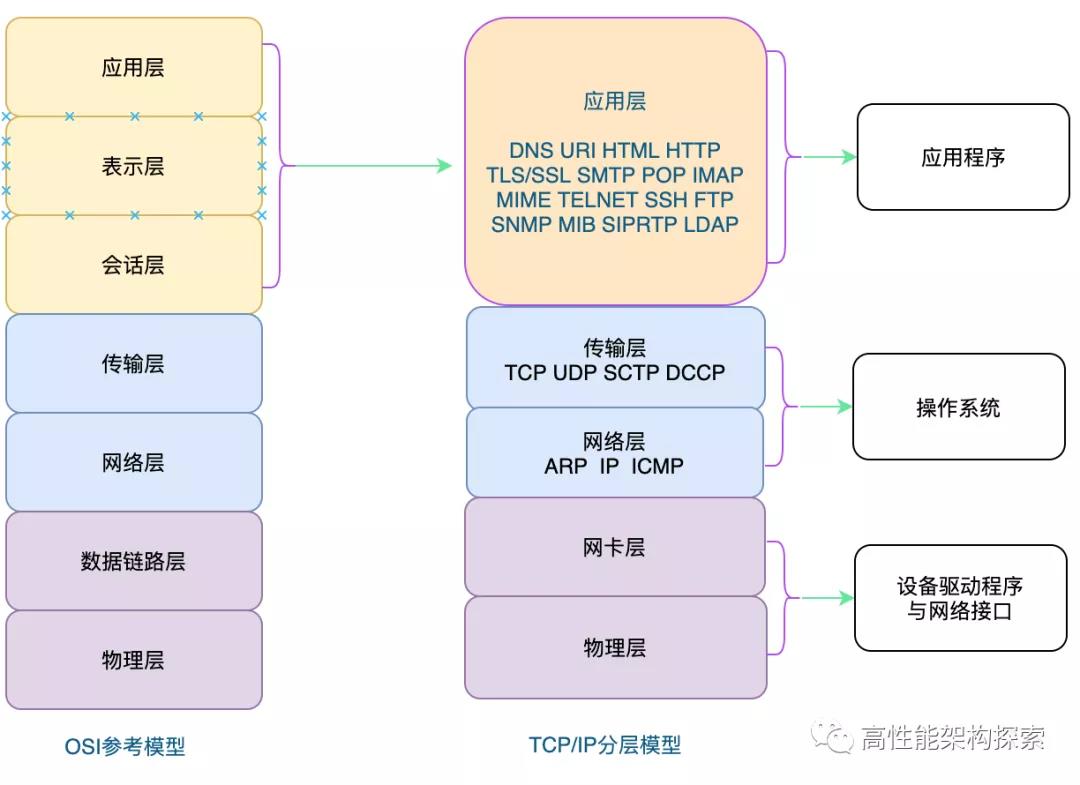 应用层
表示层
会话层
传输层
网络层
数据链路层
物理层
OSI参考模型
应用层
DNS URI HTML HTTP
TLS/SSL SMTP POP IMAP
MIME TELNET SSH FTP
SNMP MIB SIPRTP LDAP
传输层
TCP UDP SCTP DCCP
网络层
ARP IP ICMP
网卡层
物理层
TCP/IP分层模型
应用程序
操作系统
设备驱动程序
与网络接口
高性能架构探索